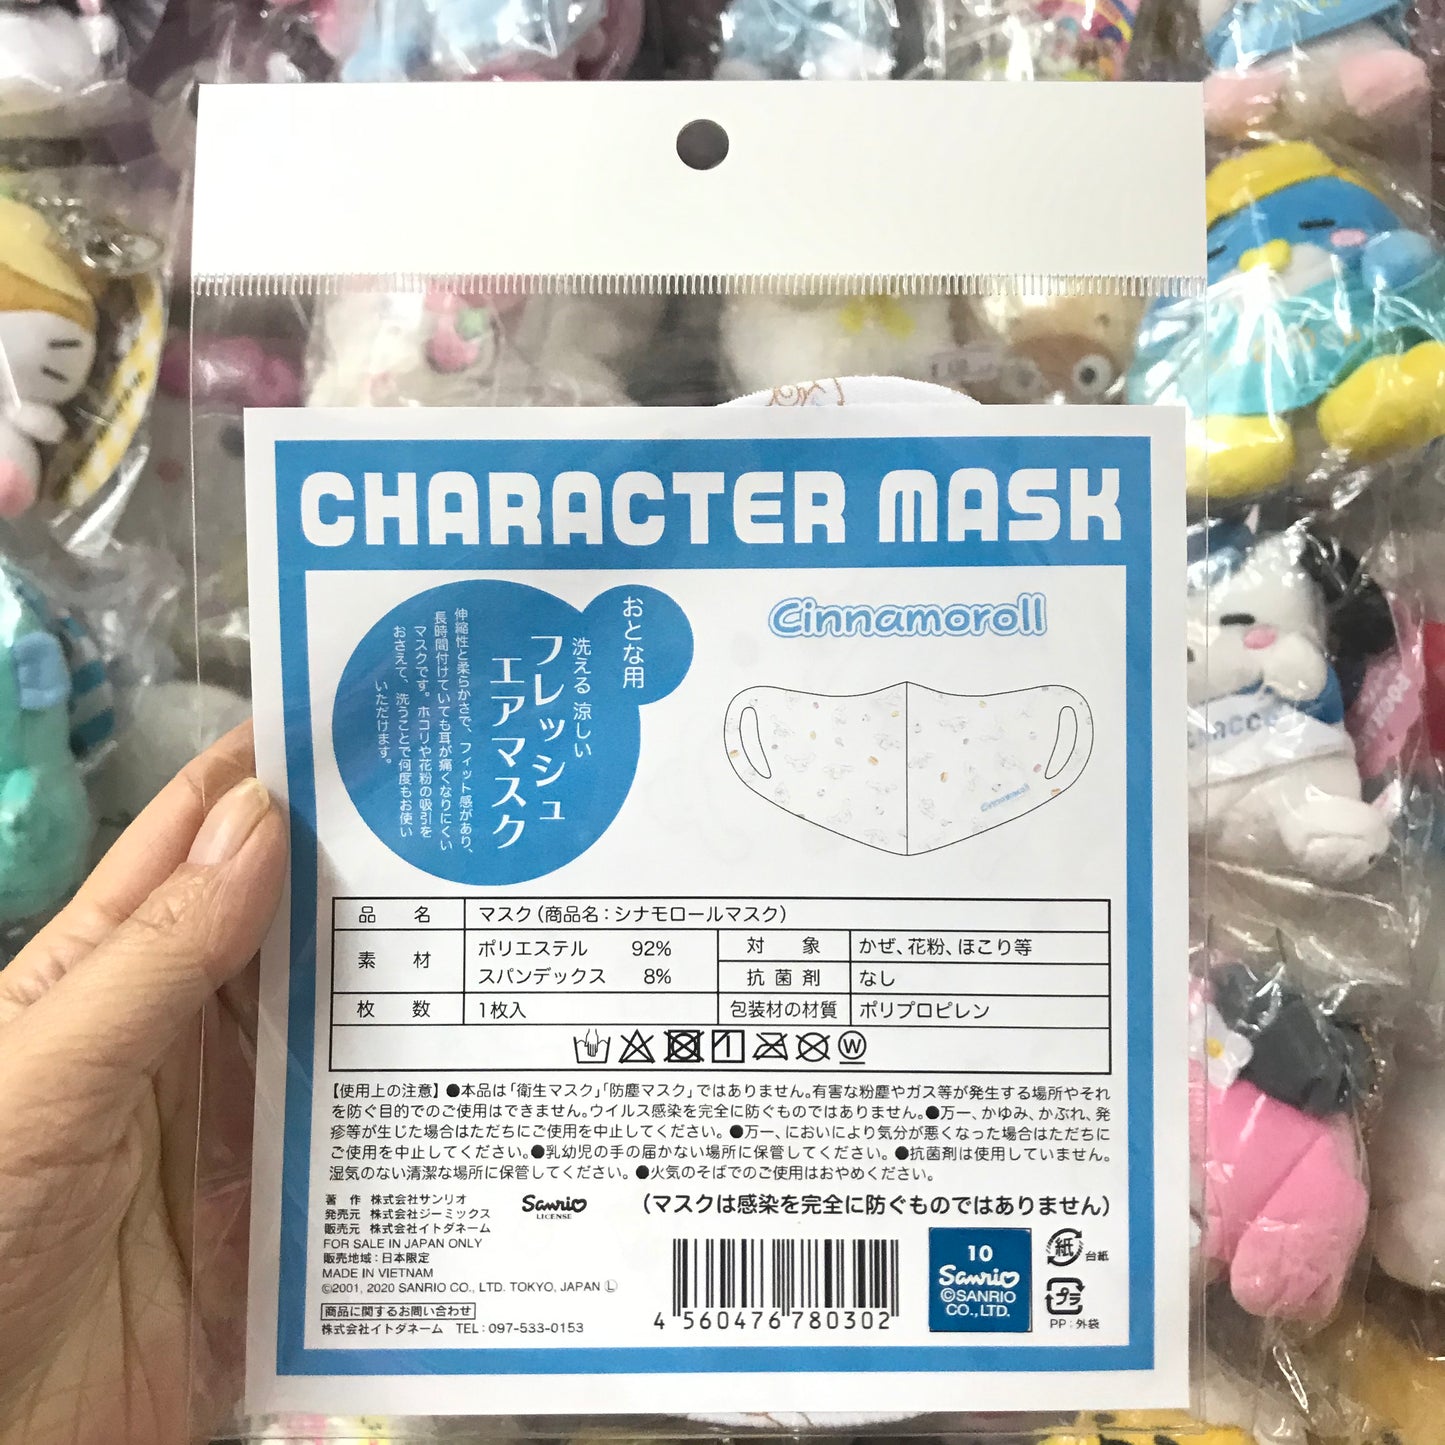 CHARACTER MASK
おとな用
洗える 涼しい
フレッシュ
エアマスク
伸縮性と柔らかさで、フィット感があり、
長時間付けていても耳が痛くなりにくい
マスクです。ホコリや花粉の吸引を
おさえて、洗うことで何度もお使い
いただけます。
Cinnamoroll
Cinnamoroll
品 名 マスク（商品名：シナモロールマスク）
素 材 ポリエステル 92% 対 象 かぜ、花粉、ほこり等
スパンデックス 8% 抗菌剤 なし
枚 数 1枚入 包装材の材質 ポリプロピレン
【使用上の注意】●本品は「衛生マスク」「防塵マスク」ではありません。有害な粉塵やガス等が発生する場所やそれ
を防ぐ目的でのご使用はできません。ウイルス感染を完全に防ぐものではありません。●万一、かゆみ、かぶれ、発
疹等が生じた場合はただちにご使用を中止してください。●万一、においにより気分が悪くなった場合はただちに
ご使用を中止してください。●乳幼児の手の届かない場所に保管してください。●抗菌剤は使用していません。
湿気のない清潔な場所に保管してください。●火気のそばでのご使用はおやめください。
著 作 株式会社サンリオ
発売元 株式会社ジーミックス
販売元 株式会社イトダネーム
FOR SALE IN JAPAN ONLY
販売地域：日本限定
MADE IN VIETNAM
©2001, 2020 SANRIO CO., LTD. TOKYO, JAPAN Ⓛ
商品に関するお問い合わせ
株式会社イトダネーム TEL：097-533-0153
Sanrio
LICENSE
（マスクは感染を完全に防ぐものではありません）
4 560476 780302
10
Sanrio
©SANRIO
CO.,LTD.
紙 台紙
プラ
PP：外袋